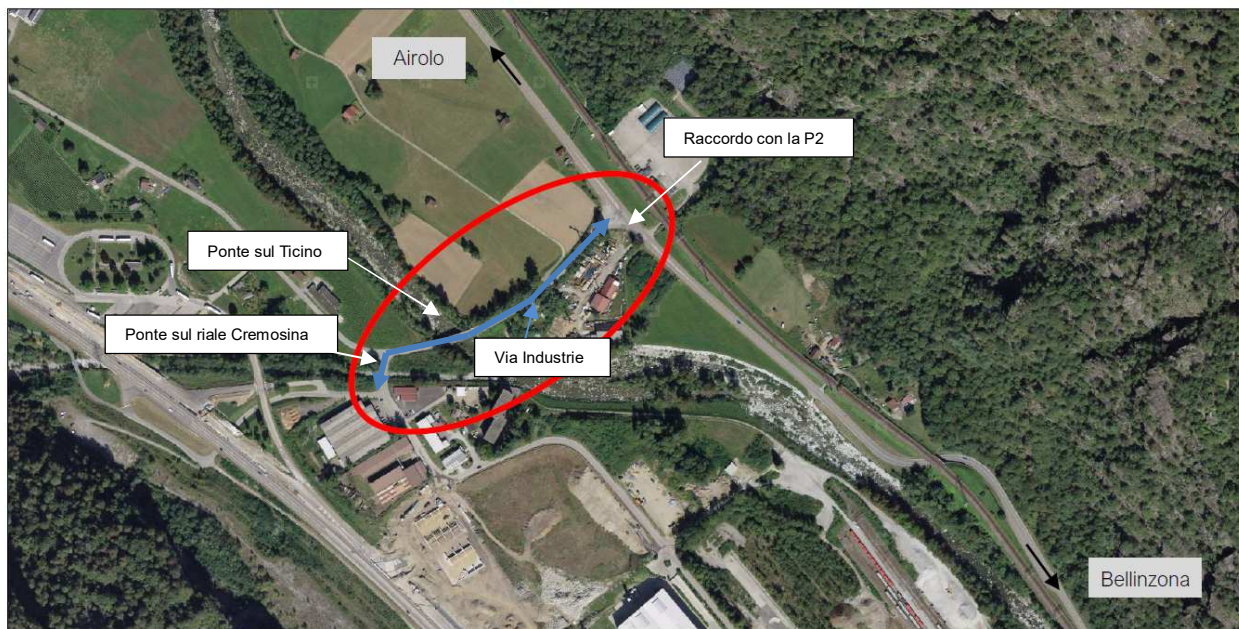 Airolo
Raccordo con la P2
Ponte sul Ticino
Ponte sul riale Cremosina
Via Industrie
Bellinzona